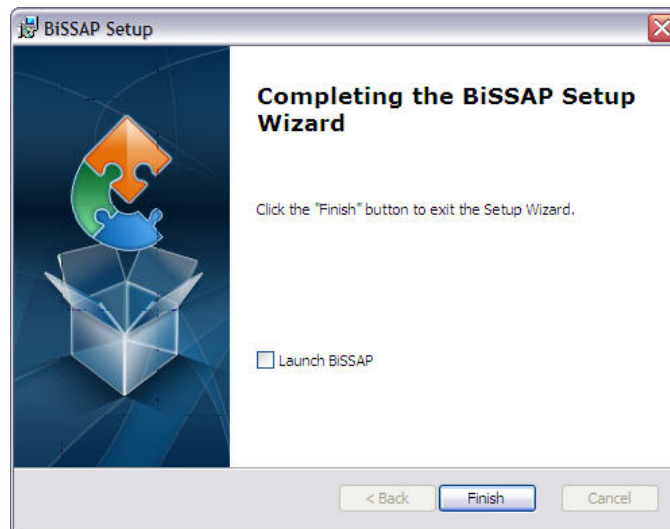 BiSSAP Setup
Completing the BiSSAP Setup
Wizard
Click the "Finish" button to exit the Setup Wizard.
Launch BiSSAP
< Back
Finish
Cancel